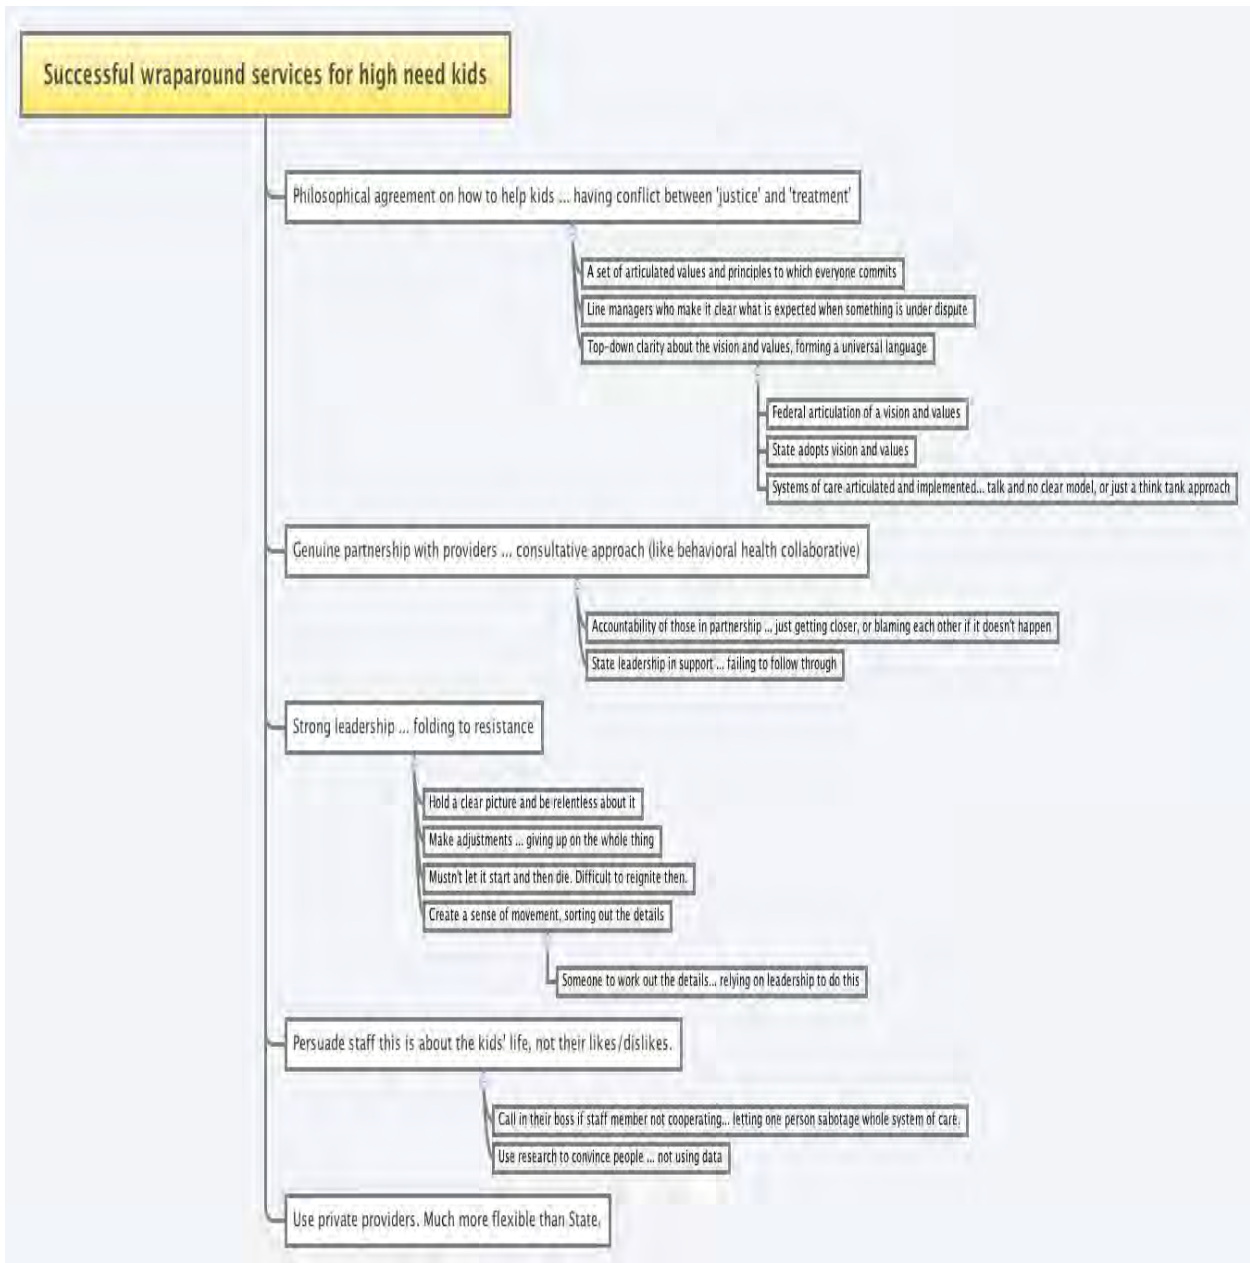 Successful wraparound services for high need kids
Philosophical agreement on how to help kids ... having conflict between 'justice' and 'treatment'
A set of articulated values and principles to which everyone commits
Line managers who make it clear what is expected when something is under dispute
Top-down clarity about the vision and values, forming a universal language
Federal articulation of a vision and values
State adopts vision and values
Systems of care articulated and implemented... talk and no clear model, or just a think tank approach
Genuine partnership with providers ... consultative approach (like behavioral health collaborative)
Accountability of those in partnership ... just getting closer, or blaming each other if it doesn't happen
State leadership in support ... failing to follow through
Strong leadership ... folding to resistance
Hold a clear picture and be relentless about it
Make adjustments ... giving up on the whole thing
Mustn't let it start and then die. Difficult to reignite then.
Create a sense of movement, sorting out the details
Someone to work out the details... relying on leadership to do this
Persuade staff this is about the kids' life, not their likes/dislikes.
Call in their boss if staff member not cooperating... letting one person sabotage whole system of care.
Use research to convince people ... not using data
Use private providers. Much more flexible than State.